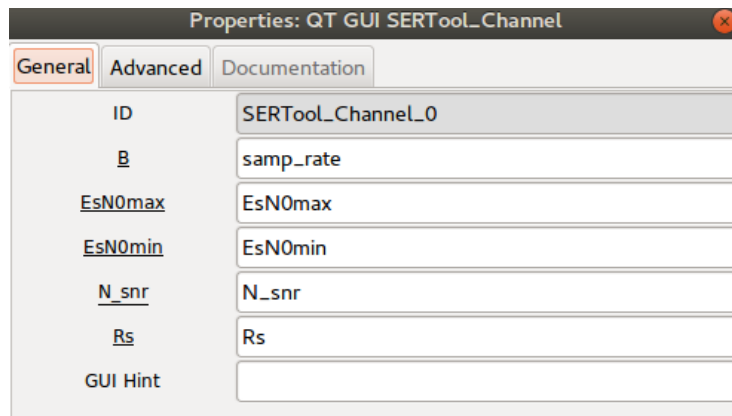 Properties: QT GUI SERTool_Channel
General Advanced Documentation
ID SERTool_Channel_0
B samp_rate
EsN0max EsN0max
EsN0min EsN0min
N_snr N_snr
Rs Rs
GUI Hint